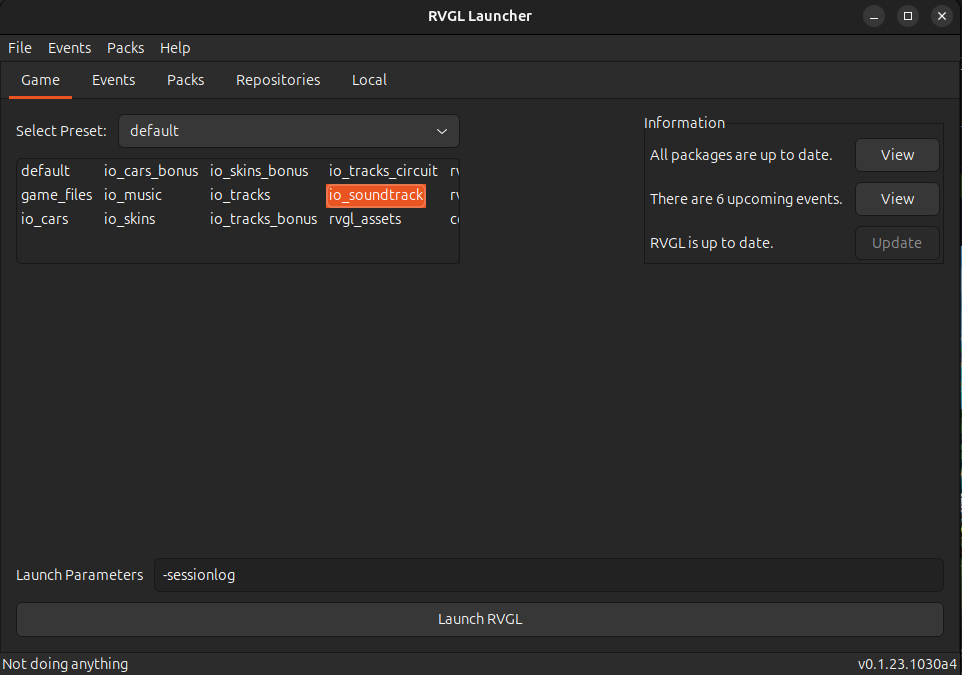 RVGL Launcher
File Events Packs Help
Game Events Packs Repositories Local
Select Preset: default
Information
All packages are up to date. View
There are 6 upcoming events. View
RVGL is up to date. Update
default io_cars_bonus io_skins_bonus io_tracks_circuit
game_files io_music io_tracks io_soundtrack
io_cars io_skins io_tracks_bonus rvgl_assets
Launch Parameters -sessionlog
Launch RVGL
Not doing anything v0.1.23.1030a4